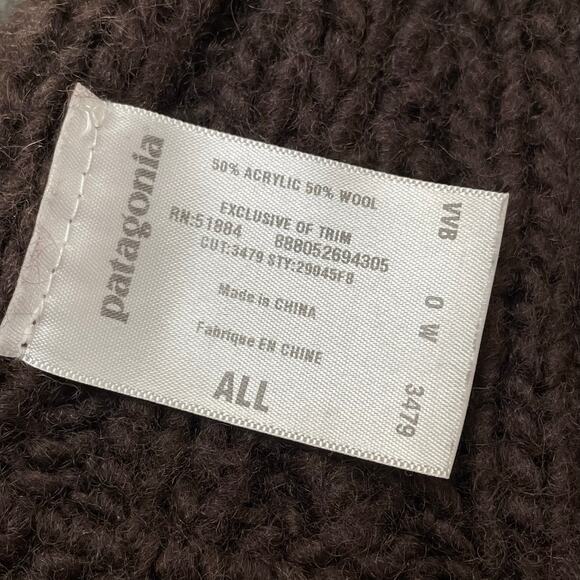 patagonia
50% ACRYLIC 50% WOOL
EXCLUSIVE OF TRIM
RN:51884 888052694305
CUT:3479 STY:29045F8
Made in CHINA
Fabrique EN CHINE
ALL
VVB O W 3479